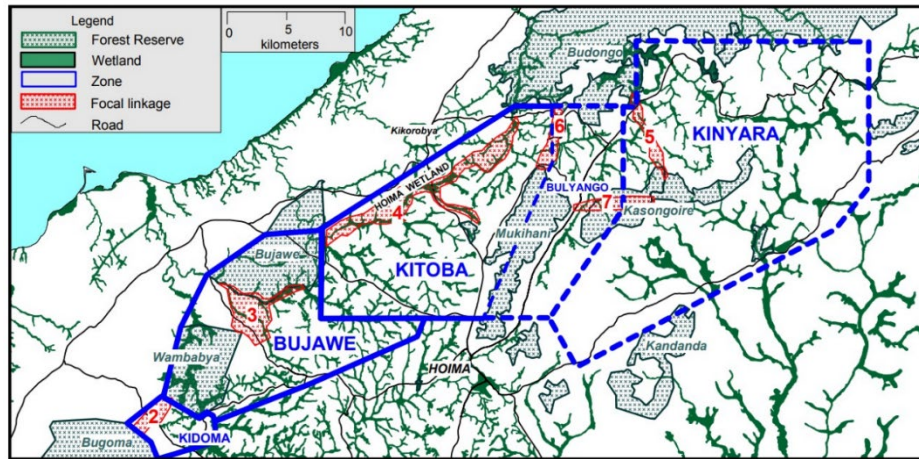 Legend
Forest Reserve
Wetland
Zone
Focal linkage
Road
0 5 10
kilometers
Budongo
Kikorobya
6
5
KINYARA
HOIMA WETLAND
BULYANGO
4
7
Kasongoire
Mukihani
Bujawe
KITOBA
3
BUJAWE
Wambabya
HOIMA
Kandanda
2
KIDOMA
Bugoma